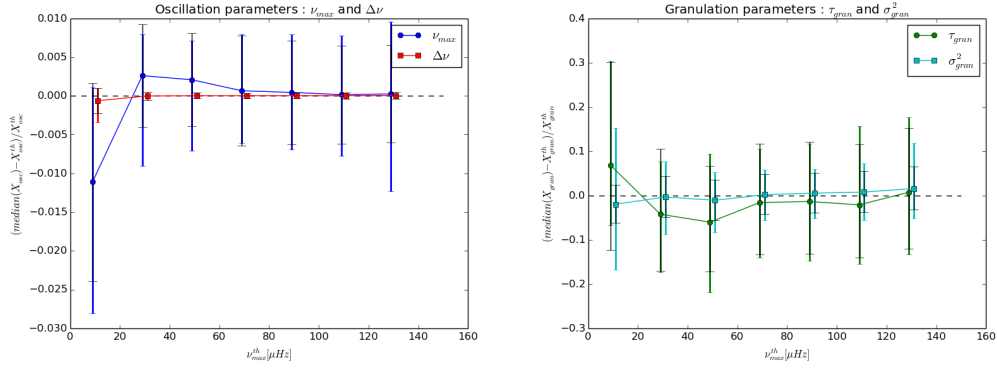 Oscillation parameters : ν_max and Δν
0.010
0.005
0.000
−0.005
−0.010
−0.015
−0.020
−0.025
−0.030
(median(X_osc)−X_osc^th)/X_osc^th
ν_max
Δν
0 20 40 60 80 100 120 140 160
ν_max^th[μHz]
Granulation parameters : τ_gran and σ_gran^2
0.4
0.3
0.2
0.1
0.0
−0.1
−0.2
−0.3
(median(X_gran)−X_gran^th)/X_gran^th
τ_gran
σ_gran^2
0 20 40 60 80 100 120 140 160
ν_max^th[μHz]